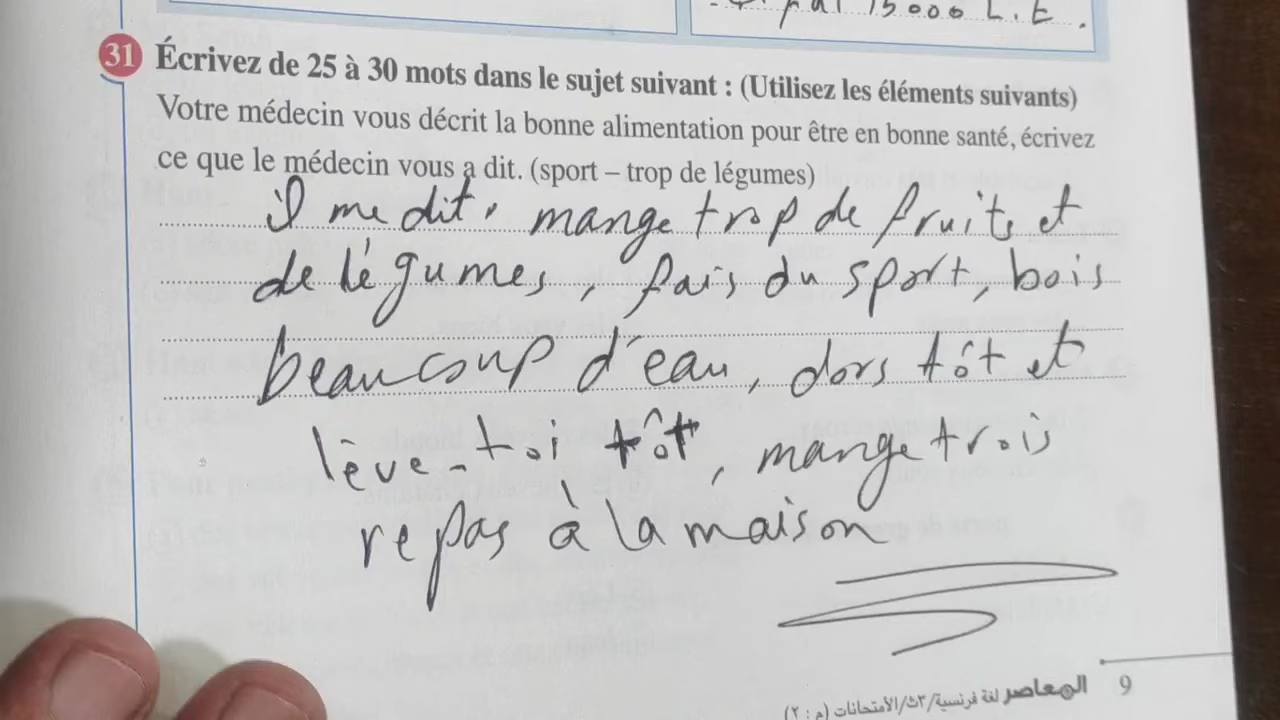 par 15000 L.E.
31 Écrivez de 25 à 30 mots dans le sujet suivant : (Utilisez les éléments suivants)
Votre médecin vous décrit la bonne alimentation pour être en bonne santé, écrivez
ce que le médecin vous a dit. (sport – trop de légumes)
Il me dit, mange trop de fruits et
de légumes, fais du sport, bois
beaucoup d'eau, dors tôt et
lève-toi tôt, mange trois
repas à la maison
المعاصر لغة فرنسية/٣ث/الأمتحانات (م : ٢) 9